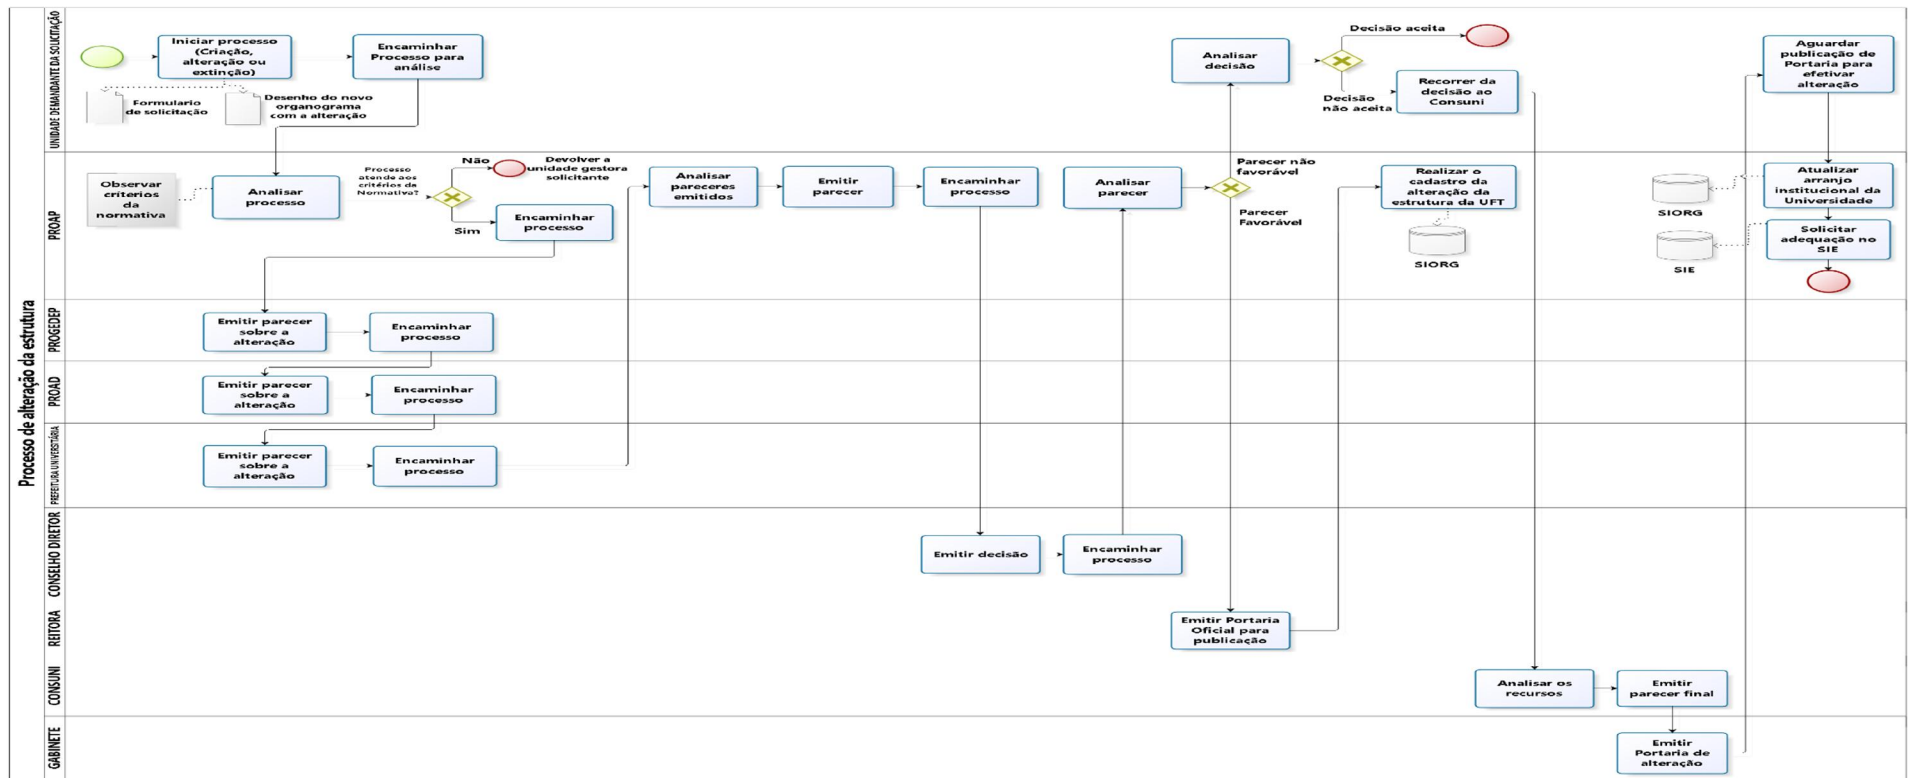 Processo de alteração da estrutura
UNIDADE DEMANDANTE DA SOLICITAÇÃO
Iniciar processo
(Criação,
alteração ou
extinção)
Encaminhar
Processo para
análise
Formulario
de solicitação
Desenho do novo
organograma
com a alteração
Analisar
decisão
Decisão aceita
Decisão
não aceita
Recorrer da
decisão ao
Consuni
Aguardar
publicação de
Portaria para
efetivar
alteração
PROAP
Observar
critérios
da
normativa
Analisar
processo
Processo
atende aos
critérios da
Normativa?
Não
Devolver a
unidade gestora
solicitante
Sim
Encaminhar
processo
Analisar
pareceres
emitidos
Emitir
parecer
Encaminhar
processo
Analisar
parecer
Parecer não
favorável
Parecer
Favorável
Realizar o
cadastro da
alteração da
estrutura da UFT
SIORG
SIORG
SIE
Atualizar
arranjo
institucional da
Universidade
Solicitar
adequação no
SIE
PROGEDEP
Emitir parecer
sobre a
alteração
Encaminhar
processo
PROAD
Emitir parecer
sobre a
alteração
Encaminhar
processo
PREFEITURA UNIVERSITÁRIA
Emitir parecer
sobre a
alteração
Encaminhar
processo
CONSELHO DIRETOR
Emitir decisão
Encaminhar
processo
REITORA
Emitir Portaria
Oficial para
publicação
CONSUNI
Analisar os
recursos
Emitir
parecer final
GABINETE
Emitir
Portaria de
alteração